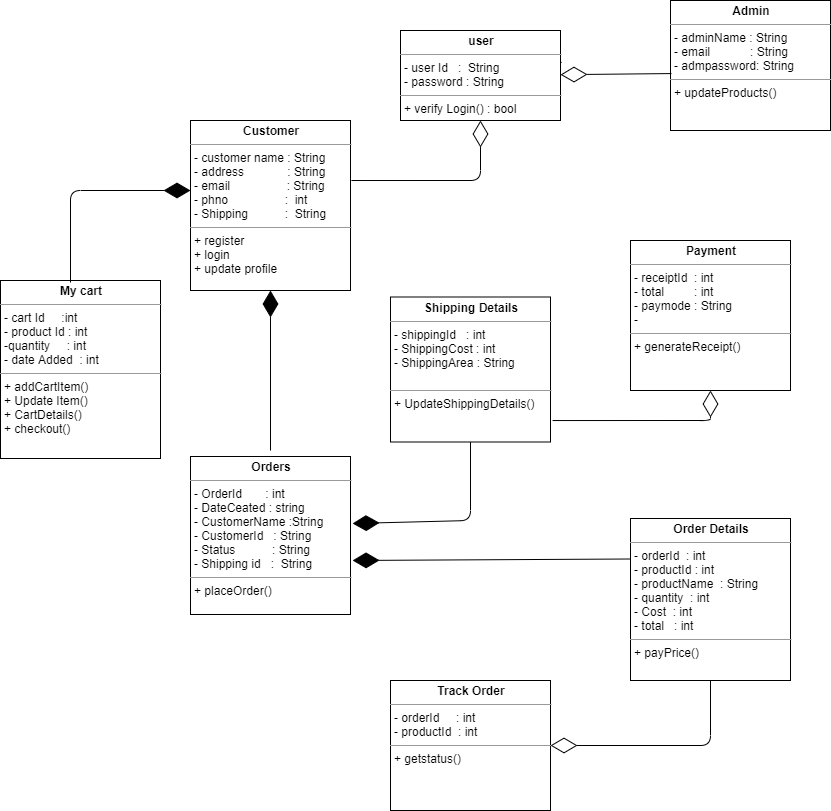 Admin
- adminName : String
- email : String
- admpassword: String
+ updateProducts()
user
- user Id : String
- password : String
+ verify Login() : bool
Customer
- customer name : String
- address : String
- email : String
- phno : int
- Shipping : String
+ register
+ login
+ update profile
My cart
- cart Id :int
- product Id : int
-quantity : int
- date Added : int
+ addCartItem()
+ Update Item()
+ CartDetails()
+ checkout()
Shipping Details
- shippingId : int
- ShippingCost : int
- ShippingArea : String
+ UpdateShippingDetails()
Payment
- receiptId : int
- total : int
- paymode : String
-
+ generateReceipt()
Orders
- OrderId : int
- DateCeated : string
- CustomerName :String
- CustomerId : String
- Status : String
- Shipping id : String
+ placeOrder()
Order Details
- orderId : int
- productId : int
- productName : String
- quantity : int
- Cost : int
- total : int
+ payPrice()
Track Order
- orderId : int
- productId : int
+ getstatus()